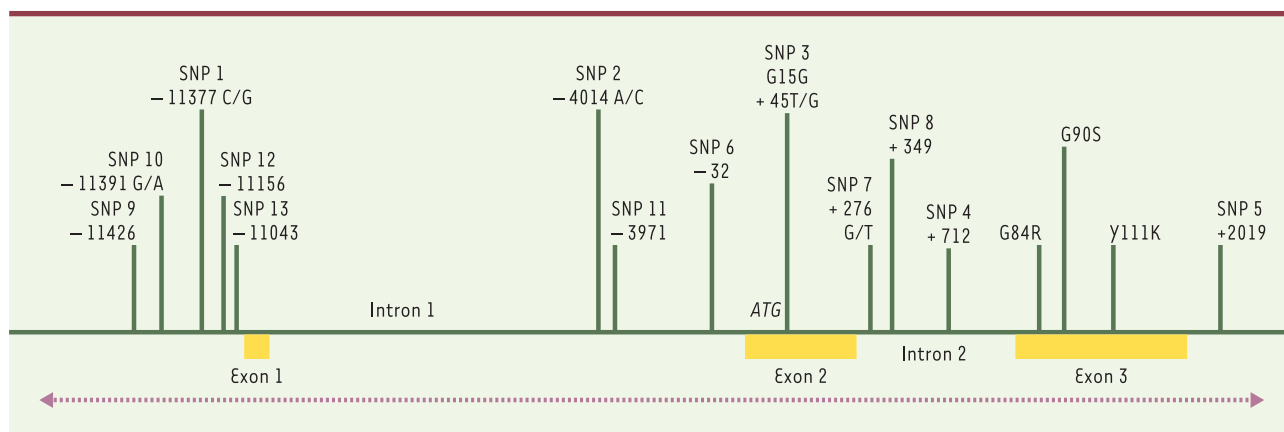 SNP 1
– 11377 C/G
SNP 10
– 11391 G/A
SNP 9
–11426
SNP 12
–11156
SNP 13
–11043
SNP 2
– 4014 A/C
SNP 11
–3971
SNP 6
– 32
SNP 3
G15G
+ 45T/G
SNP 7
+ 276
G/T
SNP 8
+ 349
SNP 4
+ 712
G84R
G90S
Y111K
SNP 5
+2019
Intron 1
ATG
Intron 2
Exon 1
Exon 2
Exon 3